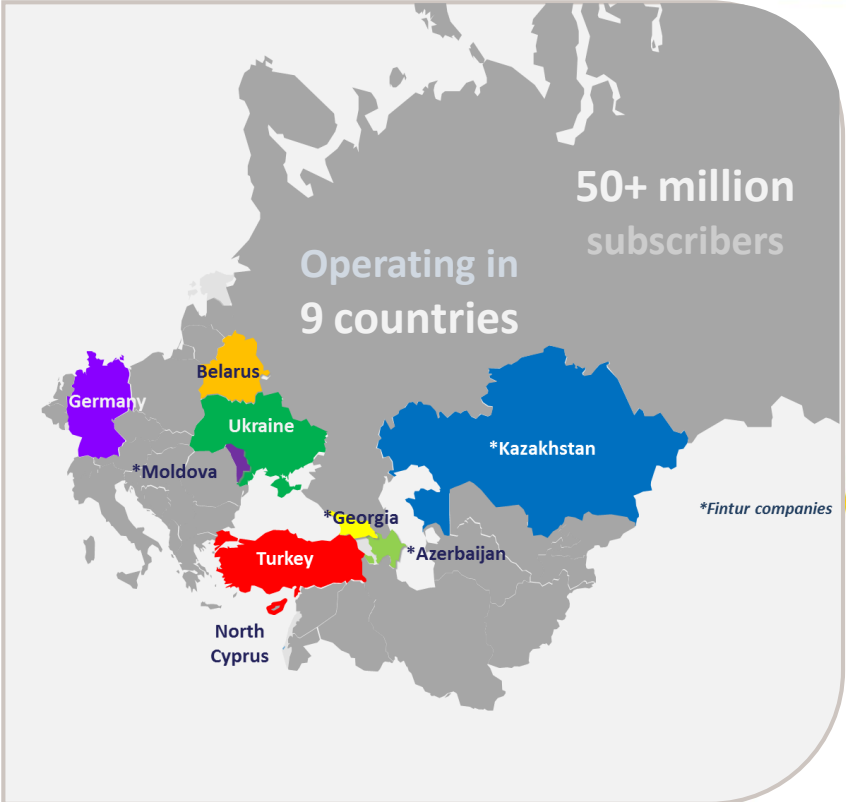 50+ million
subscribers
Operating in
9 countries
Belarus
Germany
Ukraine
*Kazakhstan
*Moldova
*Fintur companies
*Georgia
*Azerbaijan
Turkey
North
Cyprus